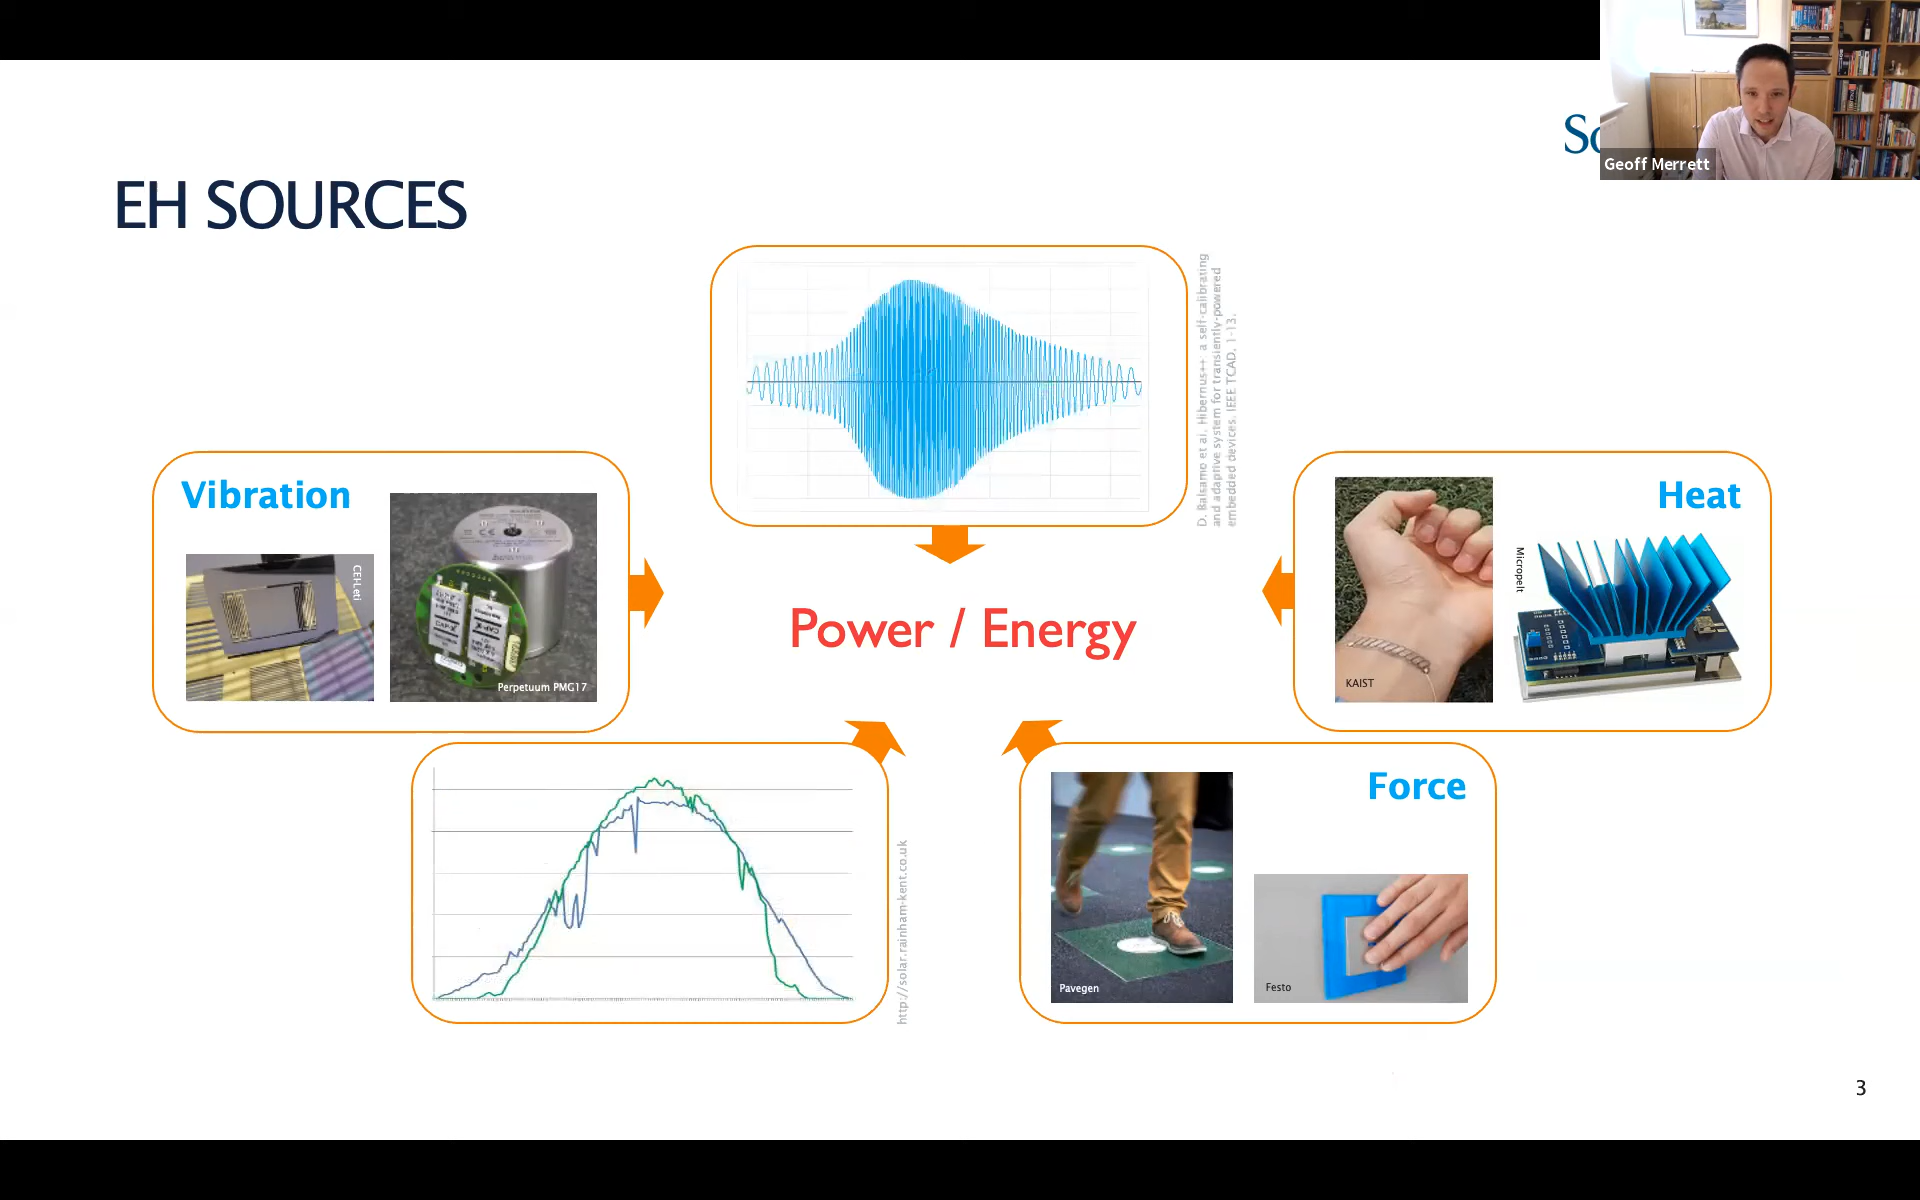 Geoff Merrett
So
EH SOURCES
D. Balsamo et al, Hibernus++: a self-calibrating
and adaptive system for transiently-powered
embedded devices. IEEE TCAD, 1-13.
Vibration
CEI-Leti
Perpetuum PMG17
Power / Energy
Heat
KAIST
Micropelt
http://solar.rainham-kent.co.uk
Force
Pavegen
Festo
3